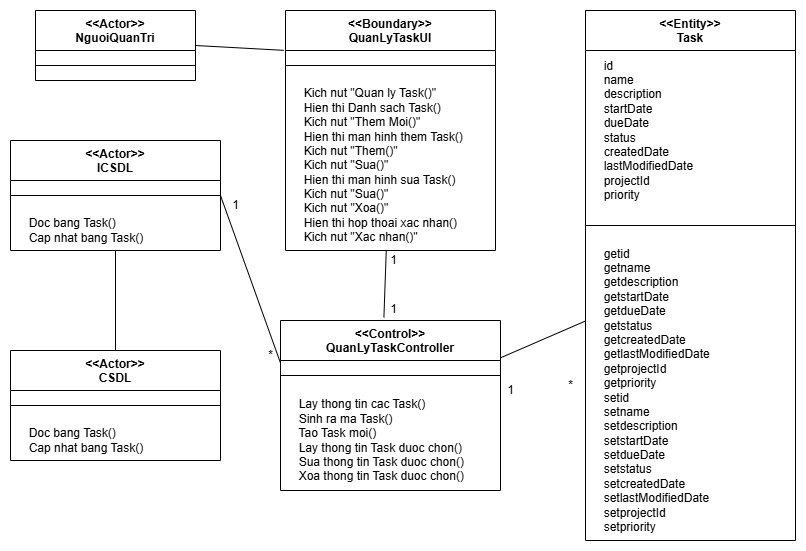 <<Actor>>
NguoiQuanTri
<<Boundary>>
QuanLyTaskUI
Kich nut "Quan ly Task()"
Hien thi Danh sach Task()
Kich nut "Them Moi()"
Hien thi man hinh them Task()
Kich nut "Them()"
Kich nut "Sua()"
Hien thi man hinh sua Task()
Kich nut "Sua()"
Kich nut "Xoa()"
Hien thi hop thoai xac nhan()
Kich nut "Xac nhan()"
<<Entity>>
Task
id
name
description
startDate
dueDate
status
createdDate
lastModifiedDate
projectId
priority
getid
getname
getdescription
getstartDate
getdueDate
getstatus
getcreatedDate
getlastModifiedDate
getprojectId
getpriority
setid
setname
setdescription
setstartDate
setdueDate
setstatus
setcreatedDate
setlastModifiedDate
setprojectId
setpriority
<<Actor>>
ICSDL
Doc bang Task()
Cap nhat bang Task()
1
*
1
1
<<Control>>
QuanLyTaskController
Lay thong tin cac Task()
Sinh ra ma Task()
Tao Task moi()
Lay thong tin Task duoc chon()
Sua thong tin Task duoc chon()
Xoa thong tin Task duoc chon()
1
*
<<Actor>>
CSDL
Doc bang Task()
Cap nhat bang Task()